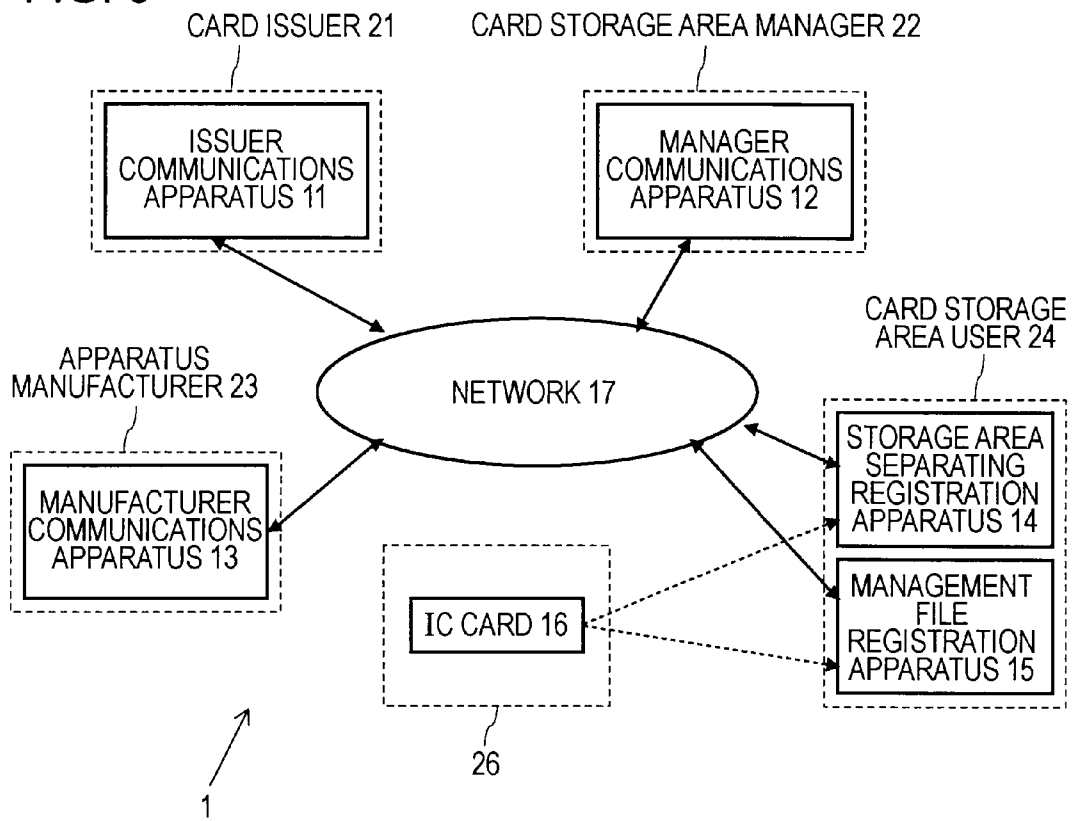 CARD ISSUER 21
CARD STORAGE AREA MANAGER 22
ISSUER
COMMUNICATIONS
APPARATUS 11
MANAGER
COMMUNICATIONS
APPARATUS 12
CARD STORAGE
AREA USER 24
APPARATUS
MANUFACTURER 23
NETWORK 17
STORAGE AREA
SEPARATING
REGISTRATION
APPARATUS 14
MANUFACTURER
COMMUNICATIONS
APPARATUS 13
IC CARD 16
MANAGEMENT
FILE
REGISTRATION
APPARATUS 15
26
1